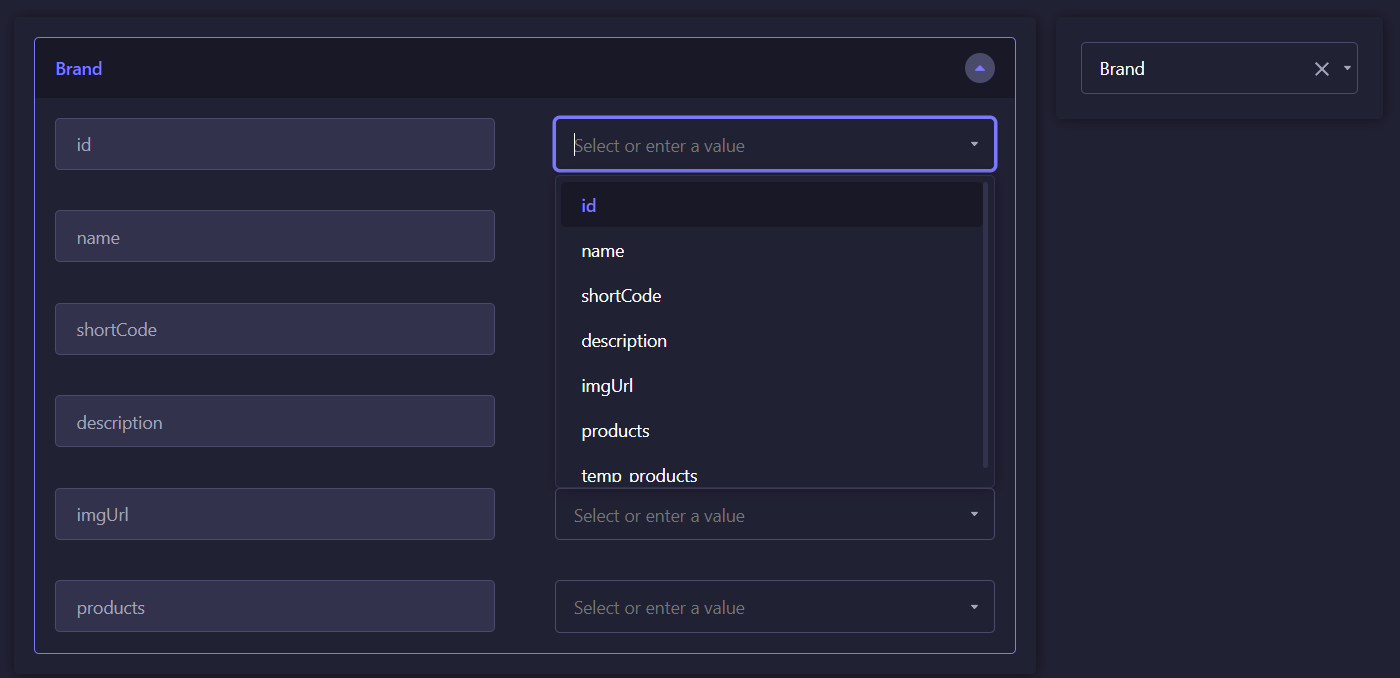 Brand
Brand
id
Select or enter a value
id
name
name
shortCode
shortCode
description
imgUrl
description
products
temp_products
imgUrl
Select or enter a value
products
Select or enter a value